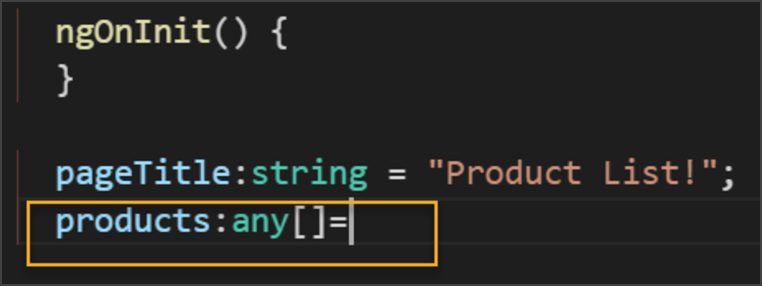 ngOnInit() {
}
pageTitle:string = "Product List!";
products:any[]=